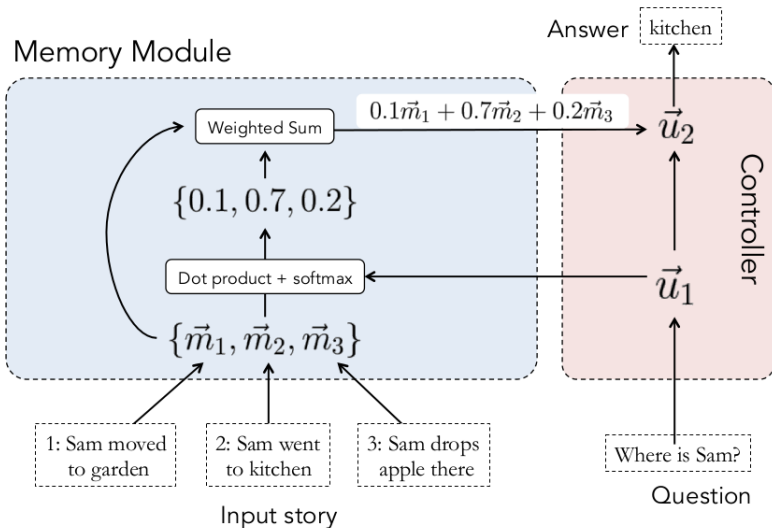 Answer
kitchen
Memory Module
Weighted Sum
0.1m⃗₁ + 0.7m⃗₂ + 0.2m⃗₃
u⃗₂
{0.1, 0.7, 0.2}
Controller
Dot product + softmax
u⃗₁
{m⃗₁, m⃗₂, m⃗₃}
1: Sam moved
to garden
2: Sam went
to kitchen
3: Sam drops
apple there
Where is Sam?
Question
Input story